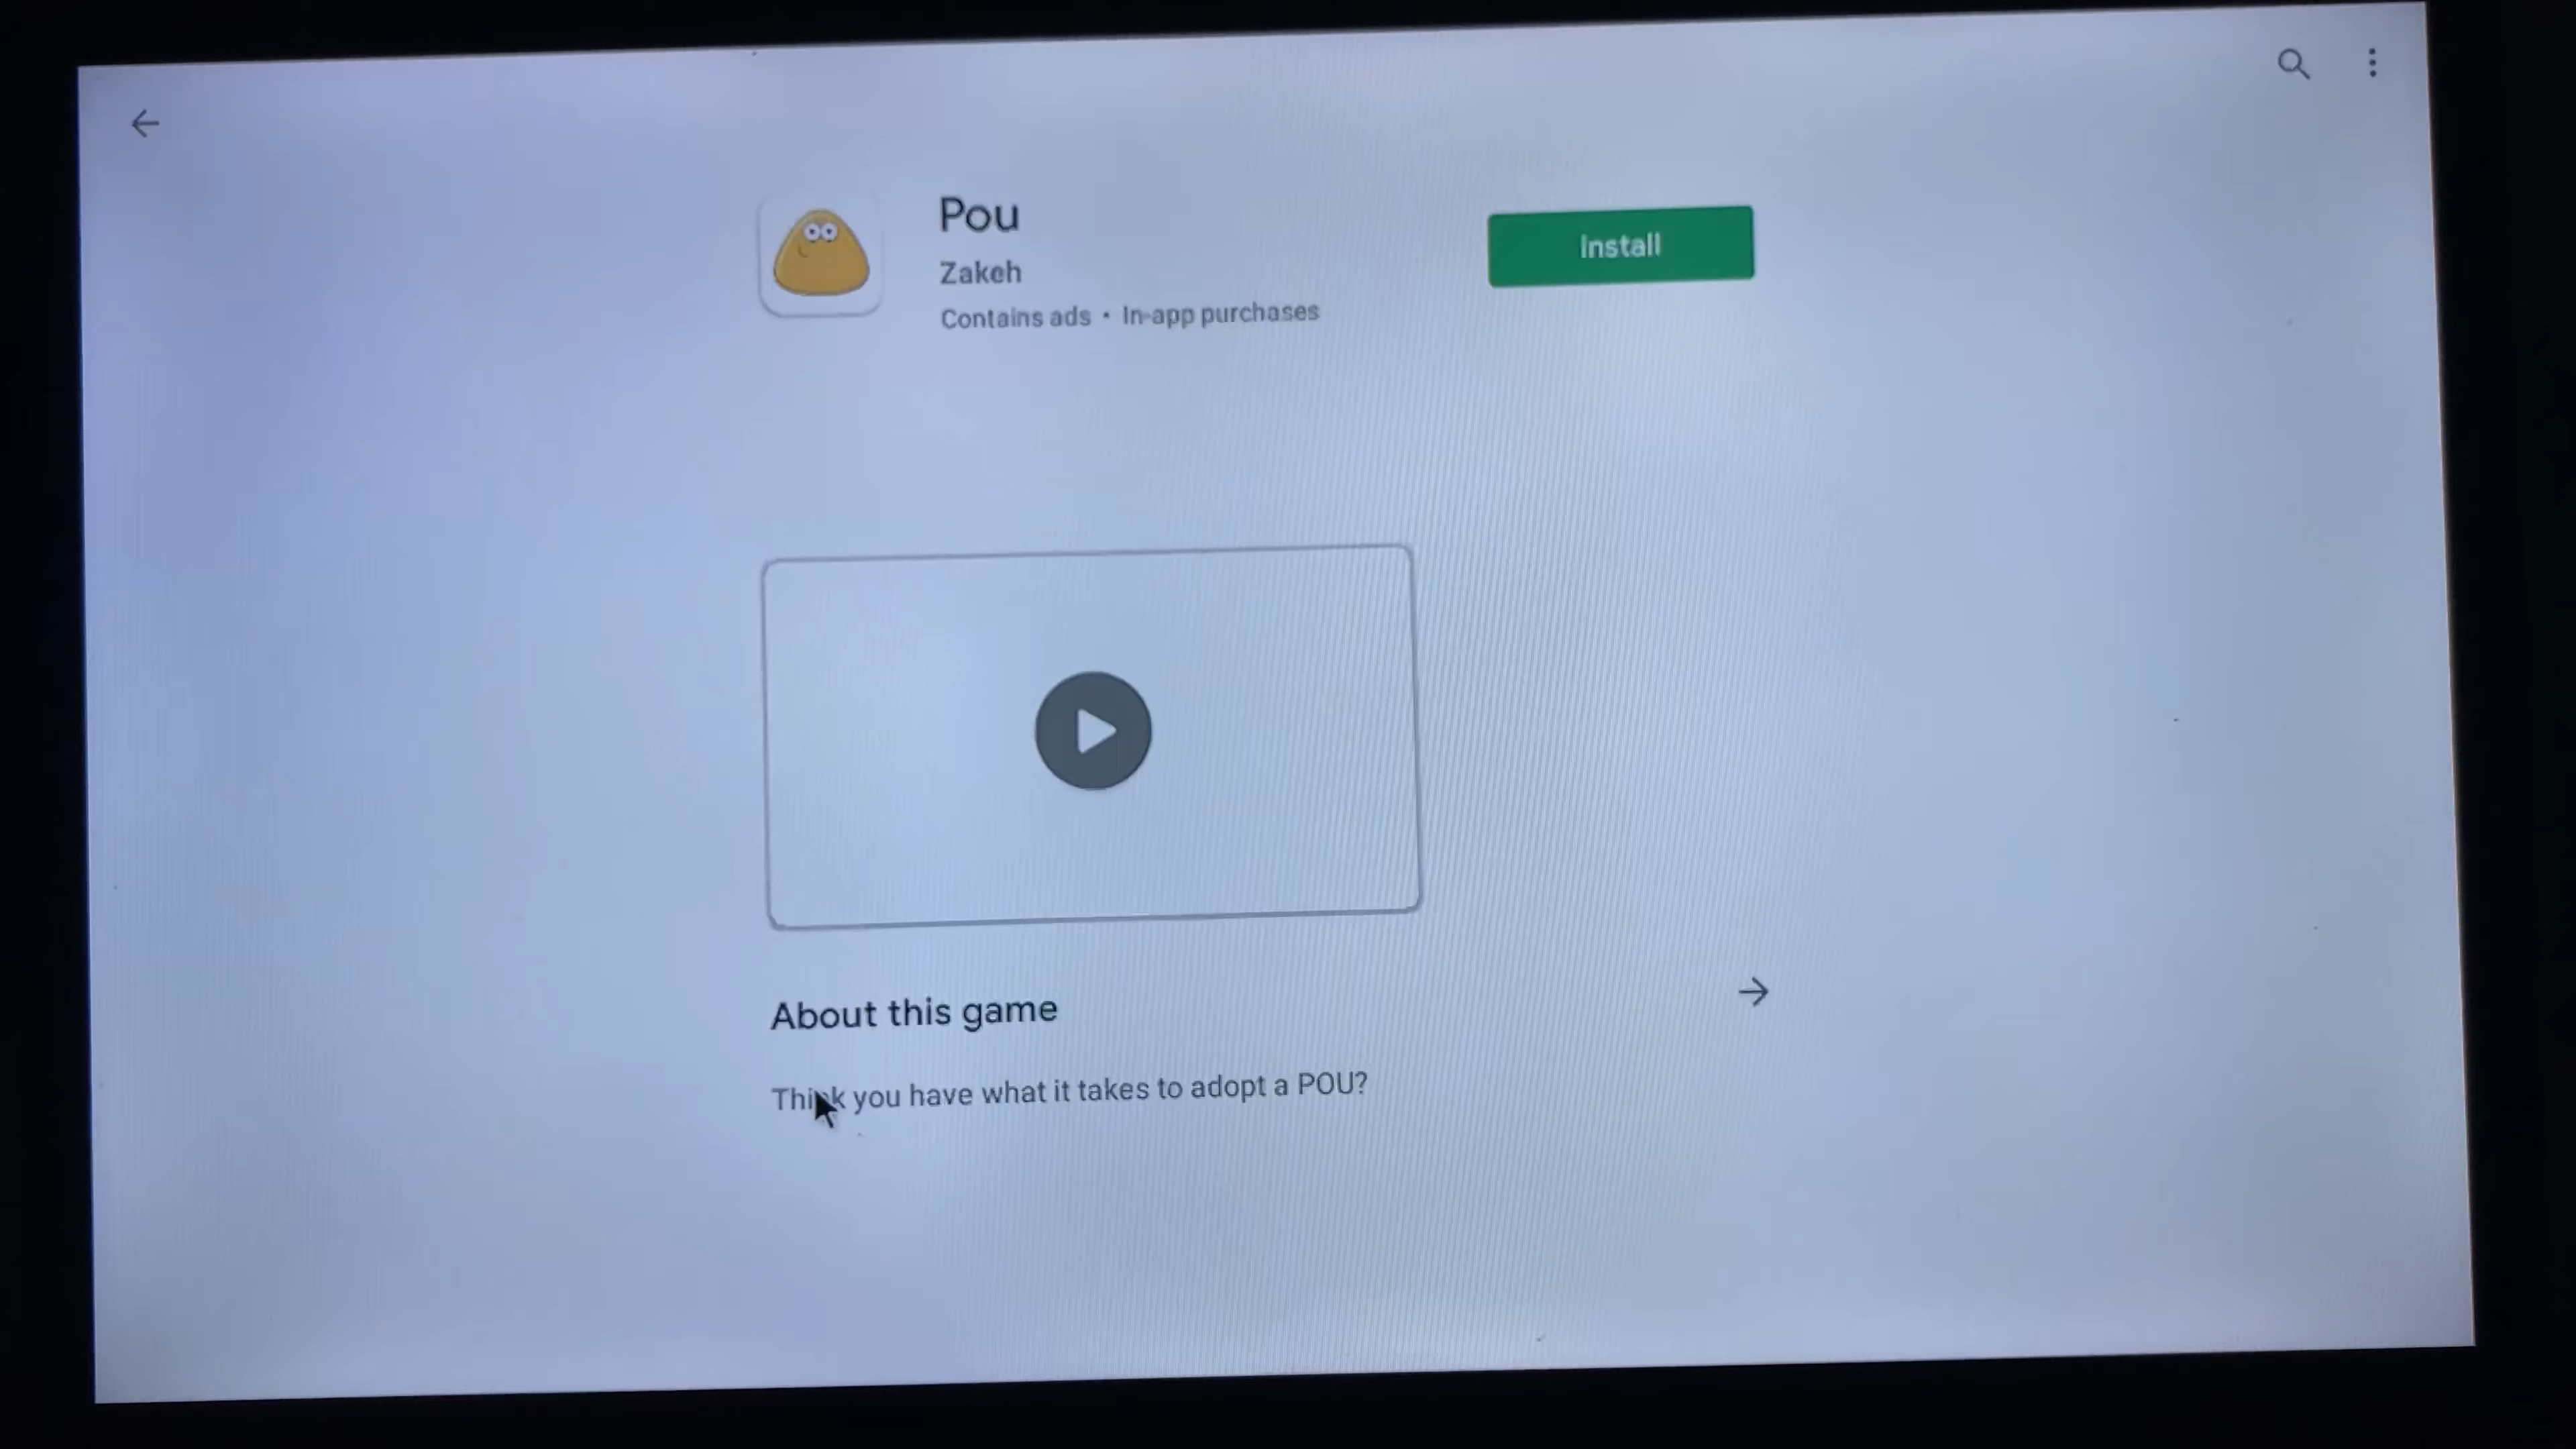 Pou
Zakeh
Contains ads • In-app purchases
Install
About this game
Think you have what it takes to adopt a POU?